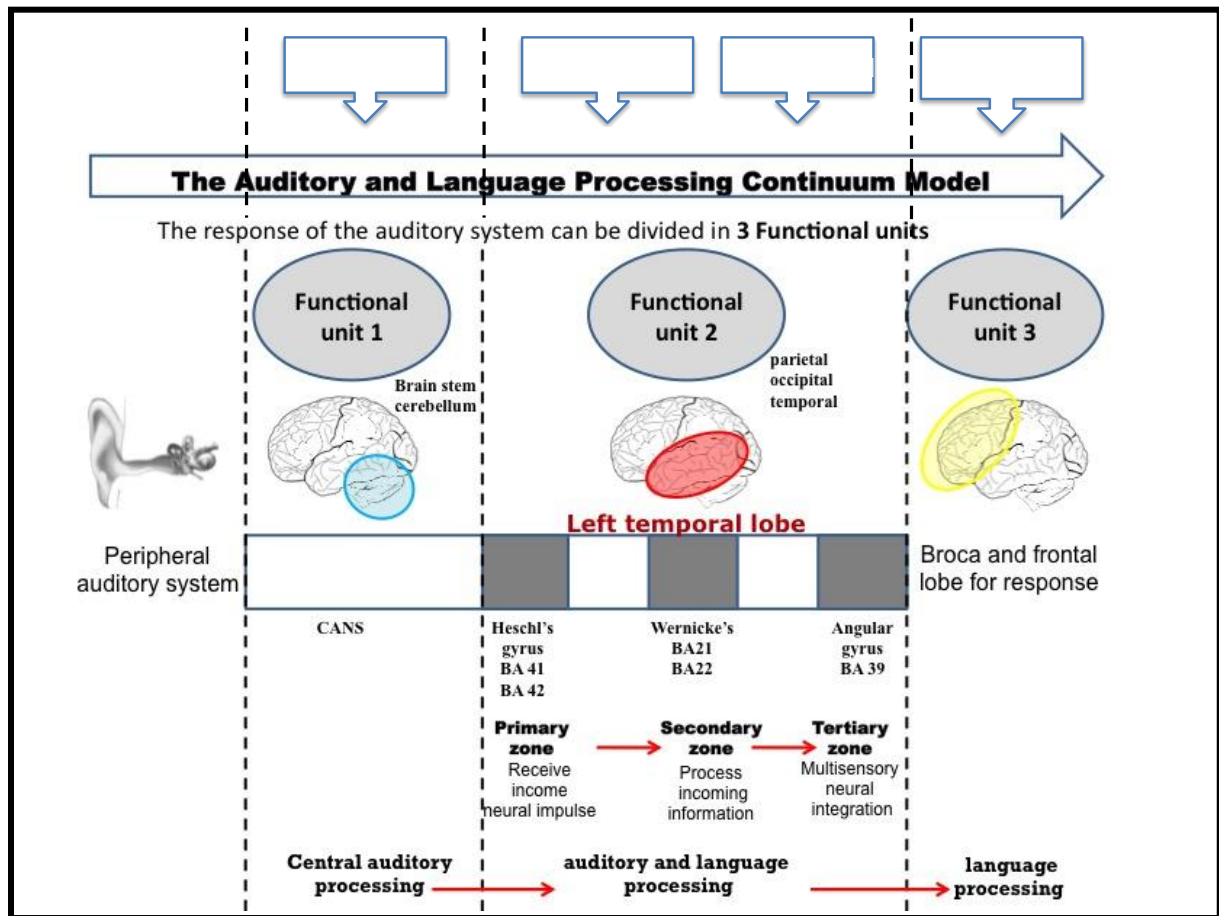 The Auditory and Language Processing Continuum Model
The response of the auditory system can be divided in 3 Functional units
Functional
unit 1
Functional
unit 2
Functional
unit 3
Brain stem
cerebellum
parietal
occipital
temporal
Left temporal lobe
Peripheral
auditory system
Broca and frontal
lobe for response
CANS
Heschl's
gyrus
BA 41
BA 42
Wernicke's
BA21
BA22
Angular
gyrus
BA 39
Primary
zone
Receive
income
neural impulse
Secondary
zone
Process
incoming
information
Tertiary
zone
Multisensory
neural
integration
Central auditory
processing
auditory and language
processing
language
processing